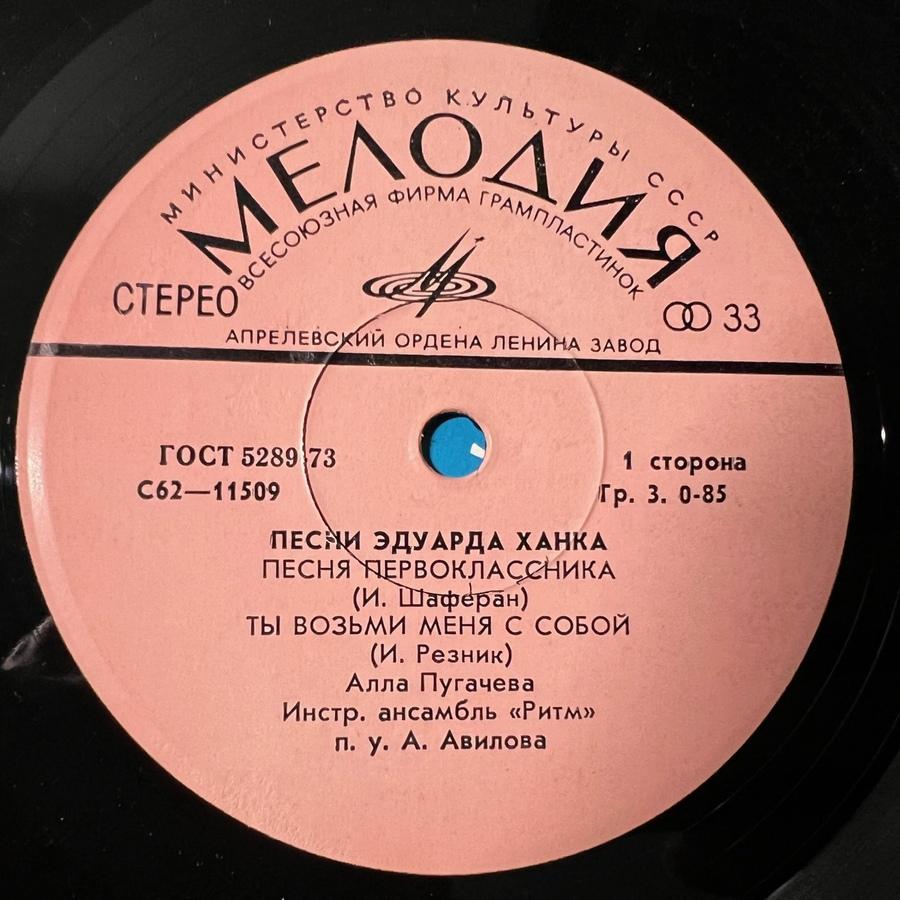 МИНИСТЕРСТВО КУЛЬТУРЫ СССР
МЕЛОДИЯ
ВСЕСОЮЗНАЯ ФИРМА ГРАМПЛАСТИНОК
СТЕРЕО
33
АПРЕЛЕВСКИЙ ОРДЕНА ЛЕНИНА ЗАВОД
ГОСТ 5289 73
1 сторона
С62—11509
Гр. 3. 0-85
ПЕСНИ ЭДУАРДА ХАНКА
ПЕСНЯ ПЕРВОКЛАССНИКА
(И. Шаферан)
ТЫ ВОЗЬМИ МЕНЯ С СОБОЙ
(И. Резник)
Алла Пугачева
Инстр. ансамбль «Ритм»
п. у. А. Авилова